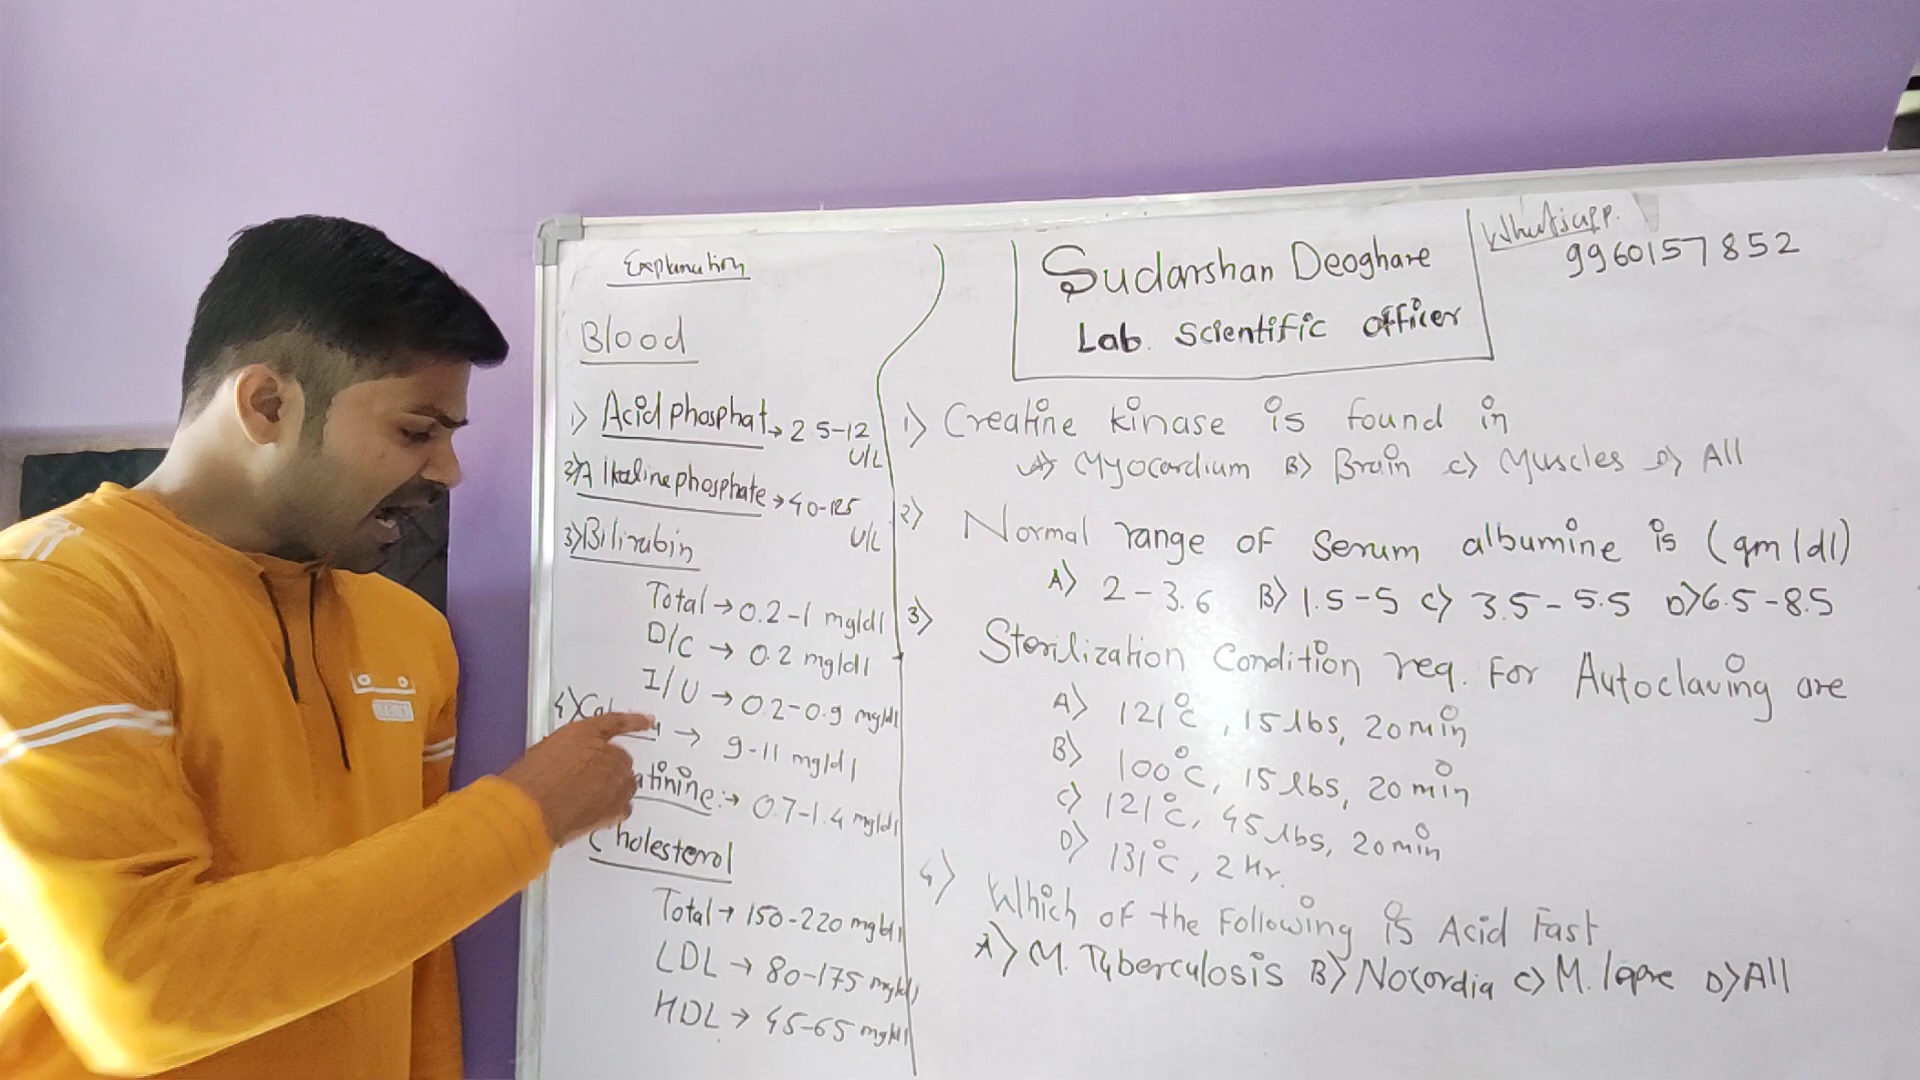 Explanation
Blood
1) Acid phosphat → 2 5-12
U/L
2) Alkaline phosphate → 40-125
U/L
3) Bilirubin
Total → 0.2-1 mg/dl
D/C → 0.2 mg/dl
I/U → 0.2-0.9 mg/dl
4) → 9-11 mg/dl
atinine:→ 0.7-1.4 mg/dl
Cholesterol
Total → 150-220 mg/dl
LDL → 80-175 mg/dl
HDL → 45-65 mg/dl
Sudarshan Deoghare
Lab. Scientific officer
Whatsapp.
9960157852
1) Creatine kinase is found in
A) Myocardium B) Brain C) Muscles D) All
2) Normal range of serum albumine is (gm/dl)
A) 2-3.6 B) 1.5-5 C) 3.5-5.5 D) 6.5-8.5
3) Sterilization Condition req. For Autoclaving are
A) 121°C, 15 lbs, 20 min
B) 100°C, 15 lbs, 20 min
C) 121°C, 45 lbs, 20 min
D) 131°C, 2 Hr.
4) Which of the Following is Acid Fast
A) M. Tyberculosis B) Nocordia C) M. lepre D) All